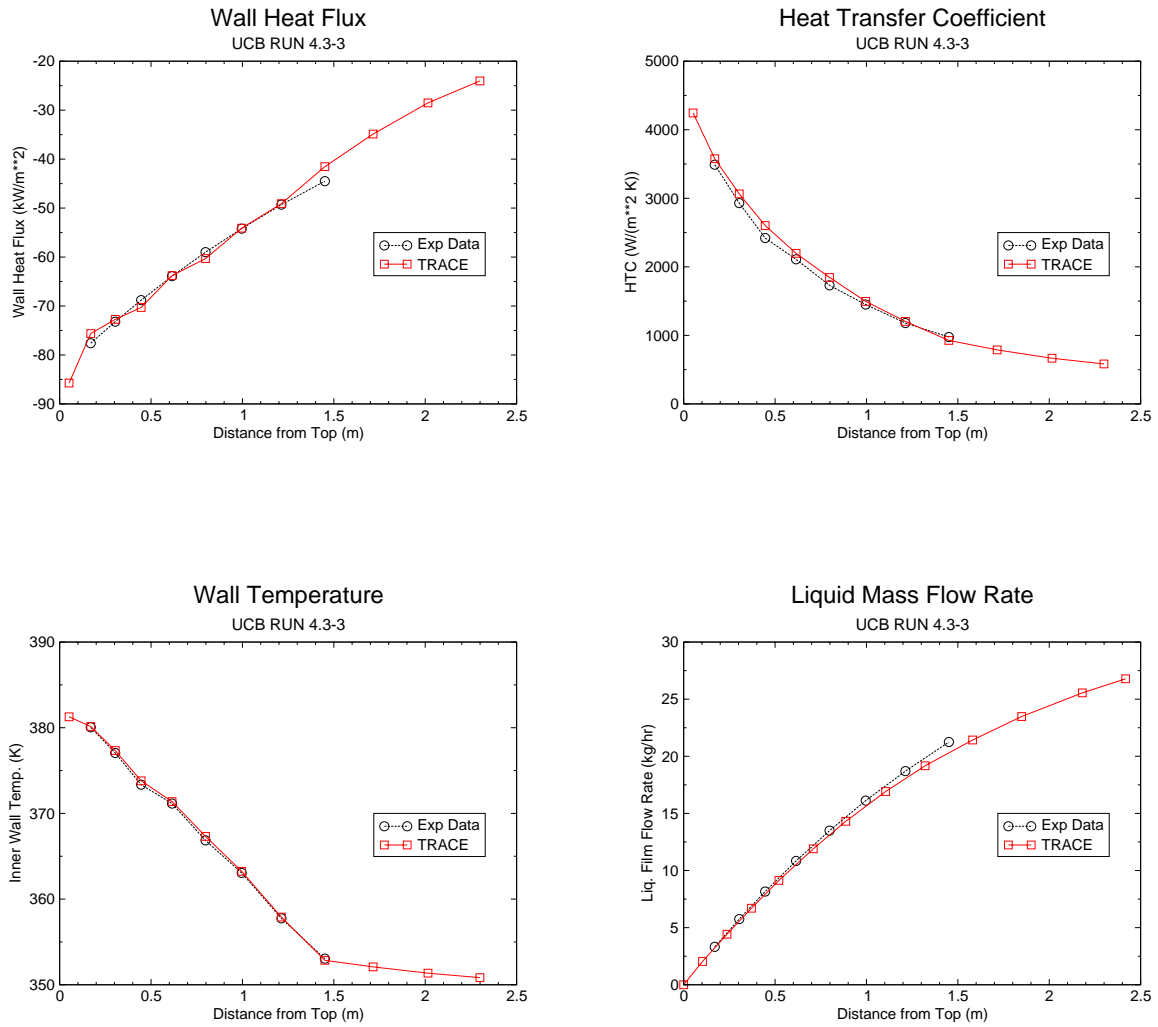 Wall Heat Flux
UCB RUN 4.3-3
-20
-30
-40
-50
-60
-70
-80
-90
Wall Heat Flux (kW/m**2)
Exp Data
TRACE
0 0.5 1 1.5 2 2.5
Distance from Top (m)
Heat Transfer Coefficient
UCB RUN 4.3-3
5000
4000
3000
2000
1000
0
HTC (W/(m**2 K))
Exp Data
TRACE
0 0.5 1 1.5 2 2.5
Distance from Top (m)
Wall Temperature
UCB RUN 4.3-3
390
380
370
360
350
Inner Wall Temp. (K)
Exp Data
TRACE
0 0.5 1 1.5 2 2.5
Distance from Top (m)
Liquid Mass Flow Rate
UCB RUN 4.3-3
30
25
20
15
10
5
0
Liq. Film Flow Rate (kg/hr)
Exp Data
TRACE
0 0.5 1 1.5 2 2.5
Distance from Top (m)